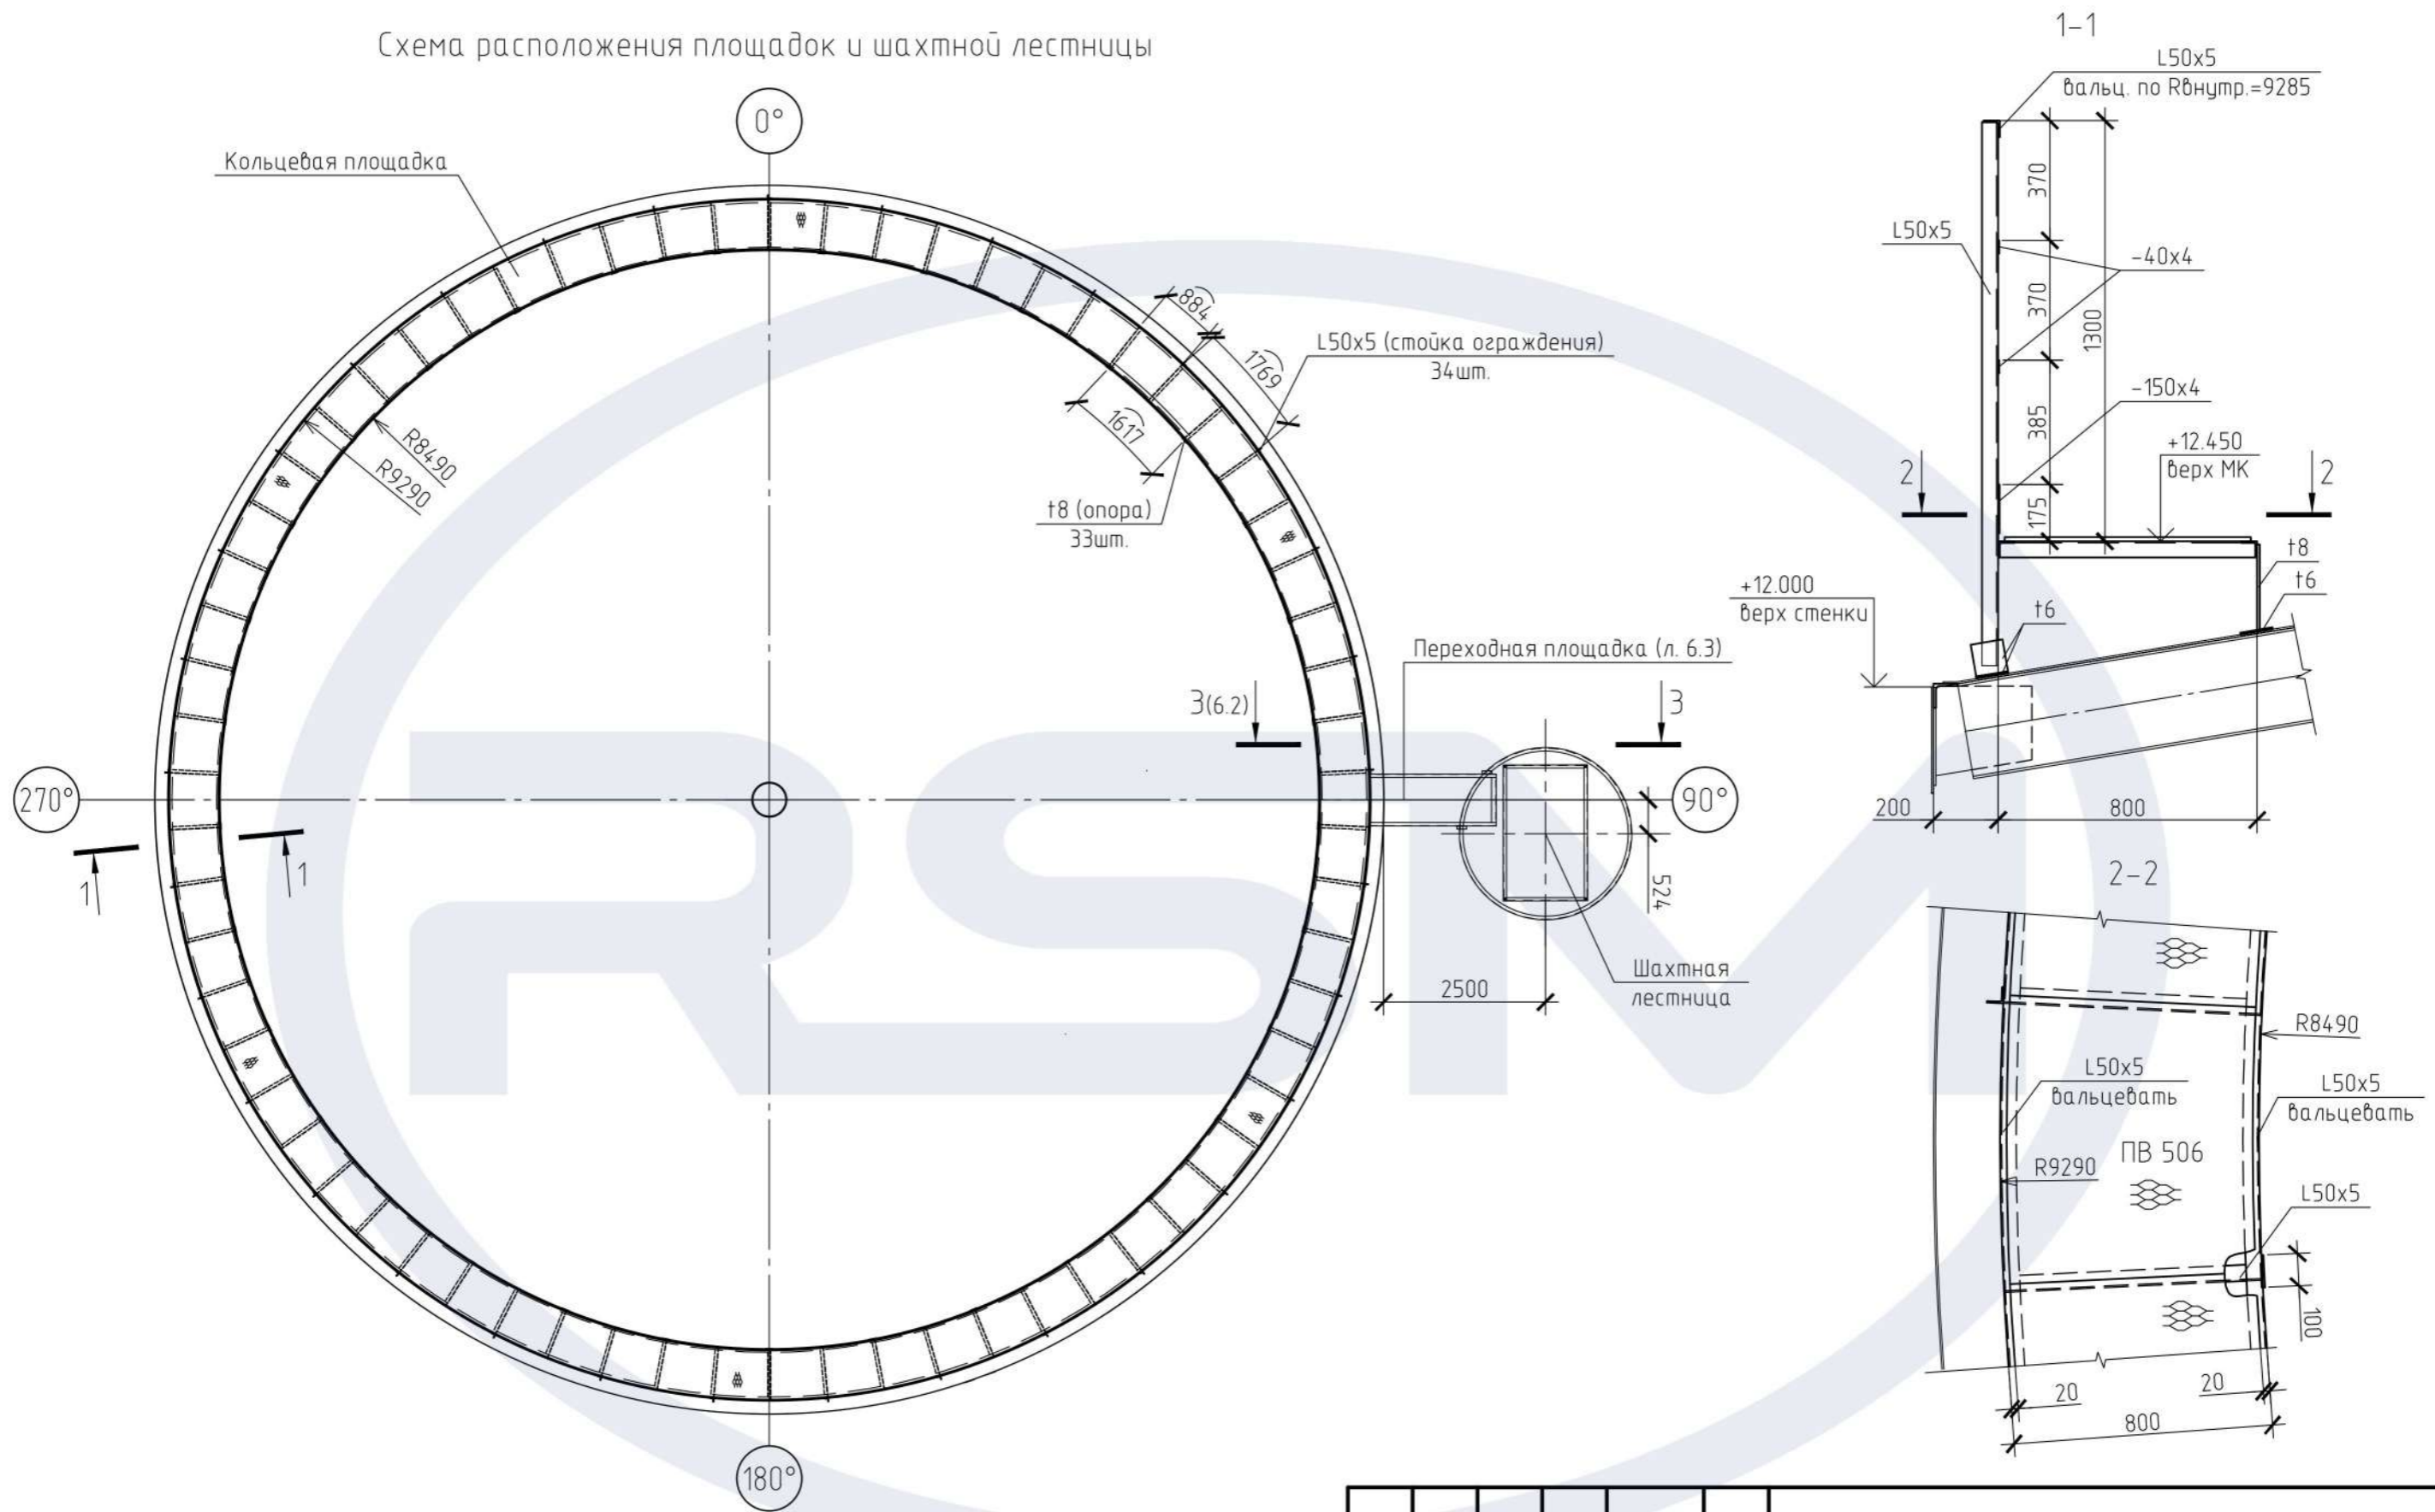 Схема расположения площадок и шахтной лестницы
0°
Кольцевая площадка
884
1769
L50x5 (стойка ограждения)
34шт.
1617
R8490
R9290
t8 (опора)
33шт.
Переходная площадка (л. 6.3)
3(6.2)
3
270°
90°
1
1
524
2500
Шахтная
лестница
180°
RSM
1-1
L50x5
вальц. по Rвнутр.=9285
370
L50x5
-40x4
370
1300
-150x4
385
+12.450
верх МК
2
2
175
t8
t6
+12.000
верх стенки
t6
200
800
2-2
R8490
L50x5
вальцевать
L50x5
вальцевать
ПВ 506
R9290
L50x5
100
20
20
800